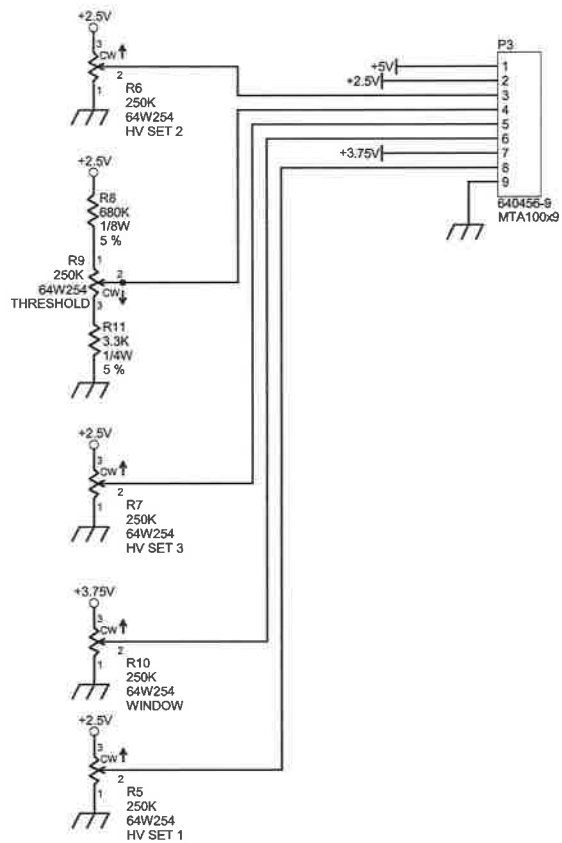 +2.5V
3
CW
2
1
R6
250K
64W254
HV SET 2
+2.5V
R8
680K
1/8W
5 %
R9
250K
64W254
THRESHOLD
1
2
CW
3
R11
3.3K
1/4W
5 %
+2.5V
3
CW
2
1
R7
250K
64W254
HV SET 3
+3.75V
3
CW
2
1
R10
250K
64W254
WINDOW
+2.5V
3
CW
2
1
R5
250K
64W254
HV SET 1
P3
+5V
1
+2.5V
2
3
4
5
6
+3.75V
7
8
9
640456-9
MTA100x9